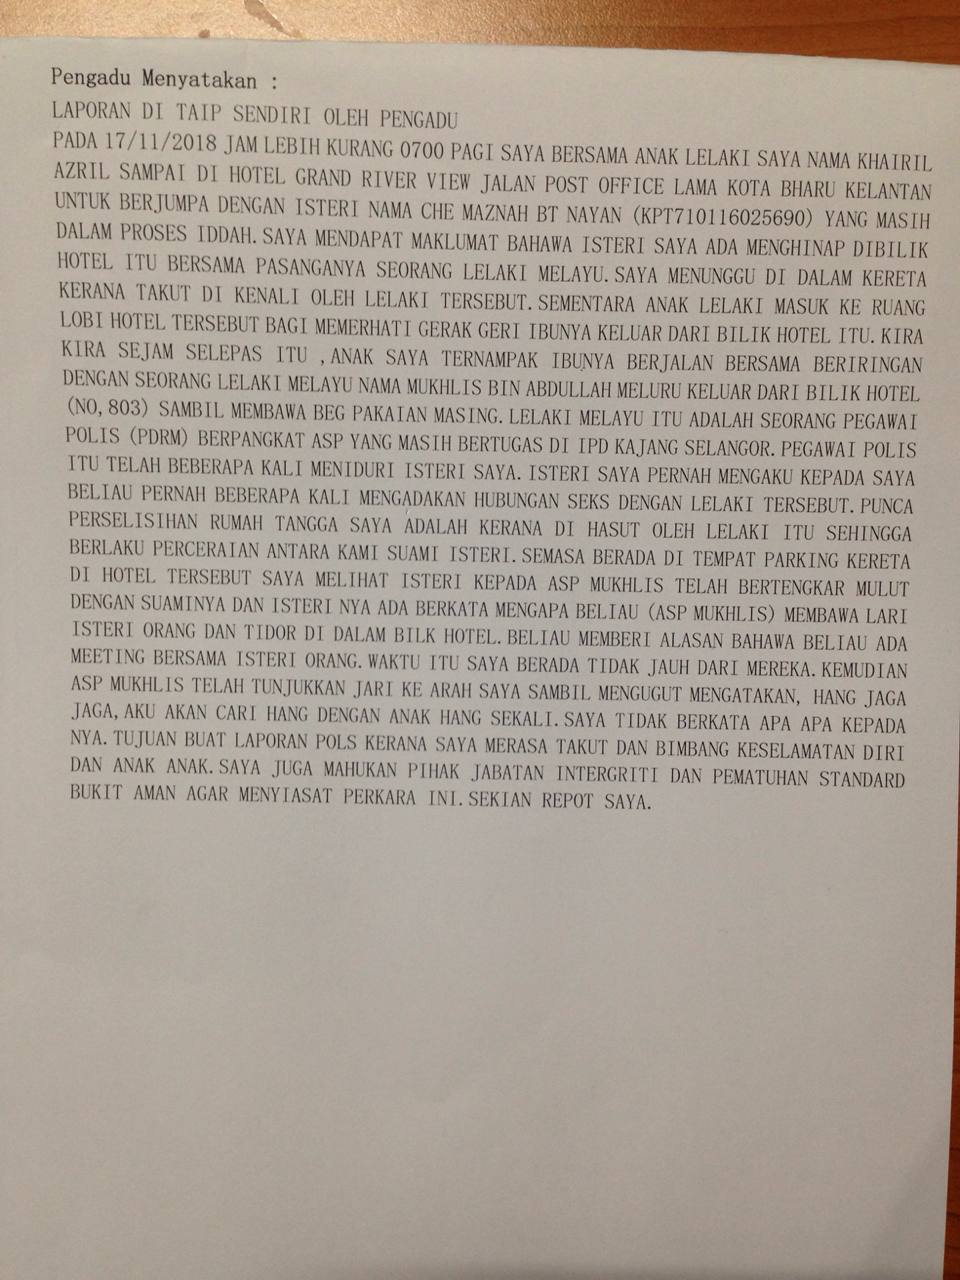 Pengadu Menyatakan :
LAPORAN DI TAIP SENDIRI OLEH PENGADU
PADA 17/11/2018 JAM LEBIH KURANG 0700 PAGI SAYA BERSAMA ANAK LELAKI SAYA NAMA KHAIRIL
AZRIL SAMPAI DI HOTEL GRAND RIVER VIEW JALAN POST OFFICE LAMA KOTA BHARU KELANTAN
UNTUK BERJUMPA DENGAN ISTERI NAMA CHE MAZNAH BT NAYAN (KPT710116025690) YANG MASIH
DALAM PROSES IDDAH. SAYA MENDAPAT MAKLUMAT BAHAWA ISTERI SAYA ADA MENGHINAP DIBILIK
HOTEL ITU BERSAMA PASANGANYA SEORANG LELAKI MELAYU. SAYA MENUNGGU DI DALAM KERETA
KERANA TAKUT DI KENALI OLEH LELAKI TERSEBUT. SEMENTARA ANAK LELAKI MASUK KE RUANG
LOBI HOTEL TERSEBUT BAGI MEMERHATI GERAK GERI IBUNYA KELUAR DARI BILIK HOTEL ITU. KIRA
KIRA SEJAM SELEPAS ITU ,ANAK SAYA TERNAMPAK IBUNYA BERJALAN BERSAMA BERIRINGAN
DENGAN SEORANG LELAKI MELAYU NAMA MUKHLIS BIN ABDULLAH MELURU KELUAR DARI BILIK HOTEL
(NO, 803) SAMBIL MEMBAWA BEG PAKAIAN MASING. LELAKI MELAYU ITU ADALAH SEORANG PEGAWAI
POLIS (PDRM) BERPANGKAT ASP YANG MASIH BERTUGAS DI IPD KAJANG SELANGOR. PEGAWAI POLIS
ITU TELAH BEBERAPA KALI MENIDURI ISTERI SAYA. ISTERI SAYA PERNAH MENGAKU KEPADA SAYA
BELIAU PERNAH BEBERAPA KALI MENGADAKAN HUBUNGAN SEKS DENGAN LELAKI TERSEBUT. PUNCA
PERSELISIHAN RUMAH TANGGA SAYA ADALAH KERANA DI HASUT OLEH LELAKI ITU SEHINGGA
BERLAKU PERCERAIAN ANTARA KAMI SUAMI ISTERI. SEMASA BERADA DI TEMPAT PARKING KERETA
DI HOTEL TERSEBUT SAYA MELIHAT ISTERI KEPADA ASP MUKHLIS TELAH BERTENGKAR MULUT
DENGAN SUAMINYA DAN ISTERI NYA ADA BERKATA MENGAPA BELIAU (ASP MUKHLIS) MEMBAWA LARI
ISTERI ORANG DAN TIDOR DI DALAM BILK HOTEL. BELIAU MEMBERI ALASAN BAHAWA BELIAU ADA
MEETING BERSAMA ISTERI ORANG. WAKTU ITU SAYA BERADA TIDAK JAUH DARI MEREKA. KEMUDIAN
ASP MUKHLIS TELAH TUNJUKKAN JARI KE ARAH SAYA SAMBIL MENGUGUT MENGATAKAN, HANG JAGA
JAGA, AKU AKAN CARI HANG DENGAN ANAK HANG SEKALI. SAYA TIDAK BERKATA APA APA KEPADA
NYA. TUJUAN BUAT LAPORAN POLS KERANA SAYA MERASA TAKUT DAN BIMBANG KESELAMATAN DIRI
DAN ANAK ANAK. SAYA JUGA MAHUKAN PIHAK JABATAN INTERGRITI DAN PEMATUHAN STANDARD
BUKIT AMAN AGAR MENYIASAT PERKARA INI. SEKIAN REPOT SAYA.